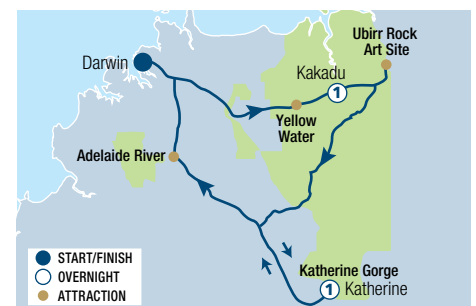 Ubirr Rock
Art Site
Darwin
Kakadu
1
Yellow
Water
Adelaide River
Katherine Gorge
1 Katherine
START/FINISH
OVERNIGHT
ATTRACTION